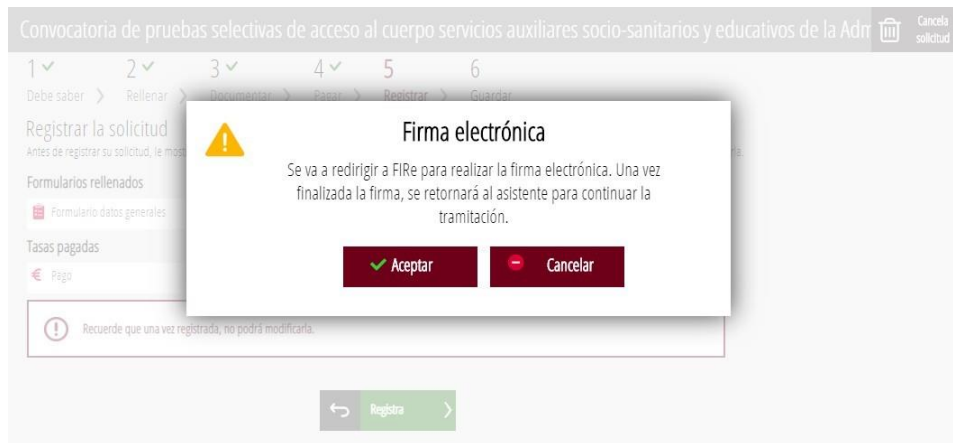 Convocatoria de pruebas selectivas de acceso al cuerpo servicios auxiliares socio-sanitarios y educativos de la Adm
Cancela
solicitud
1 2 3 4 5 6
Debe saber Rellenar Documentar Pagar Registrar Guardar
Registrar la solicitud
Antes de registrar su solicitud, le most
Formularios rellenados
Formulario datos generales
Tasas pagadas
€ Pago
Firma electrónica
Se va a redirigir a FIRe para realizar la firma electrónica. Una vez
finalizada la firma, se retornará al asistente para continuar la
tramitación.
Aceptar Cancelar
Recuerde que una vez registrada, no podrá modificarla.
Registra